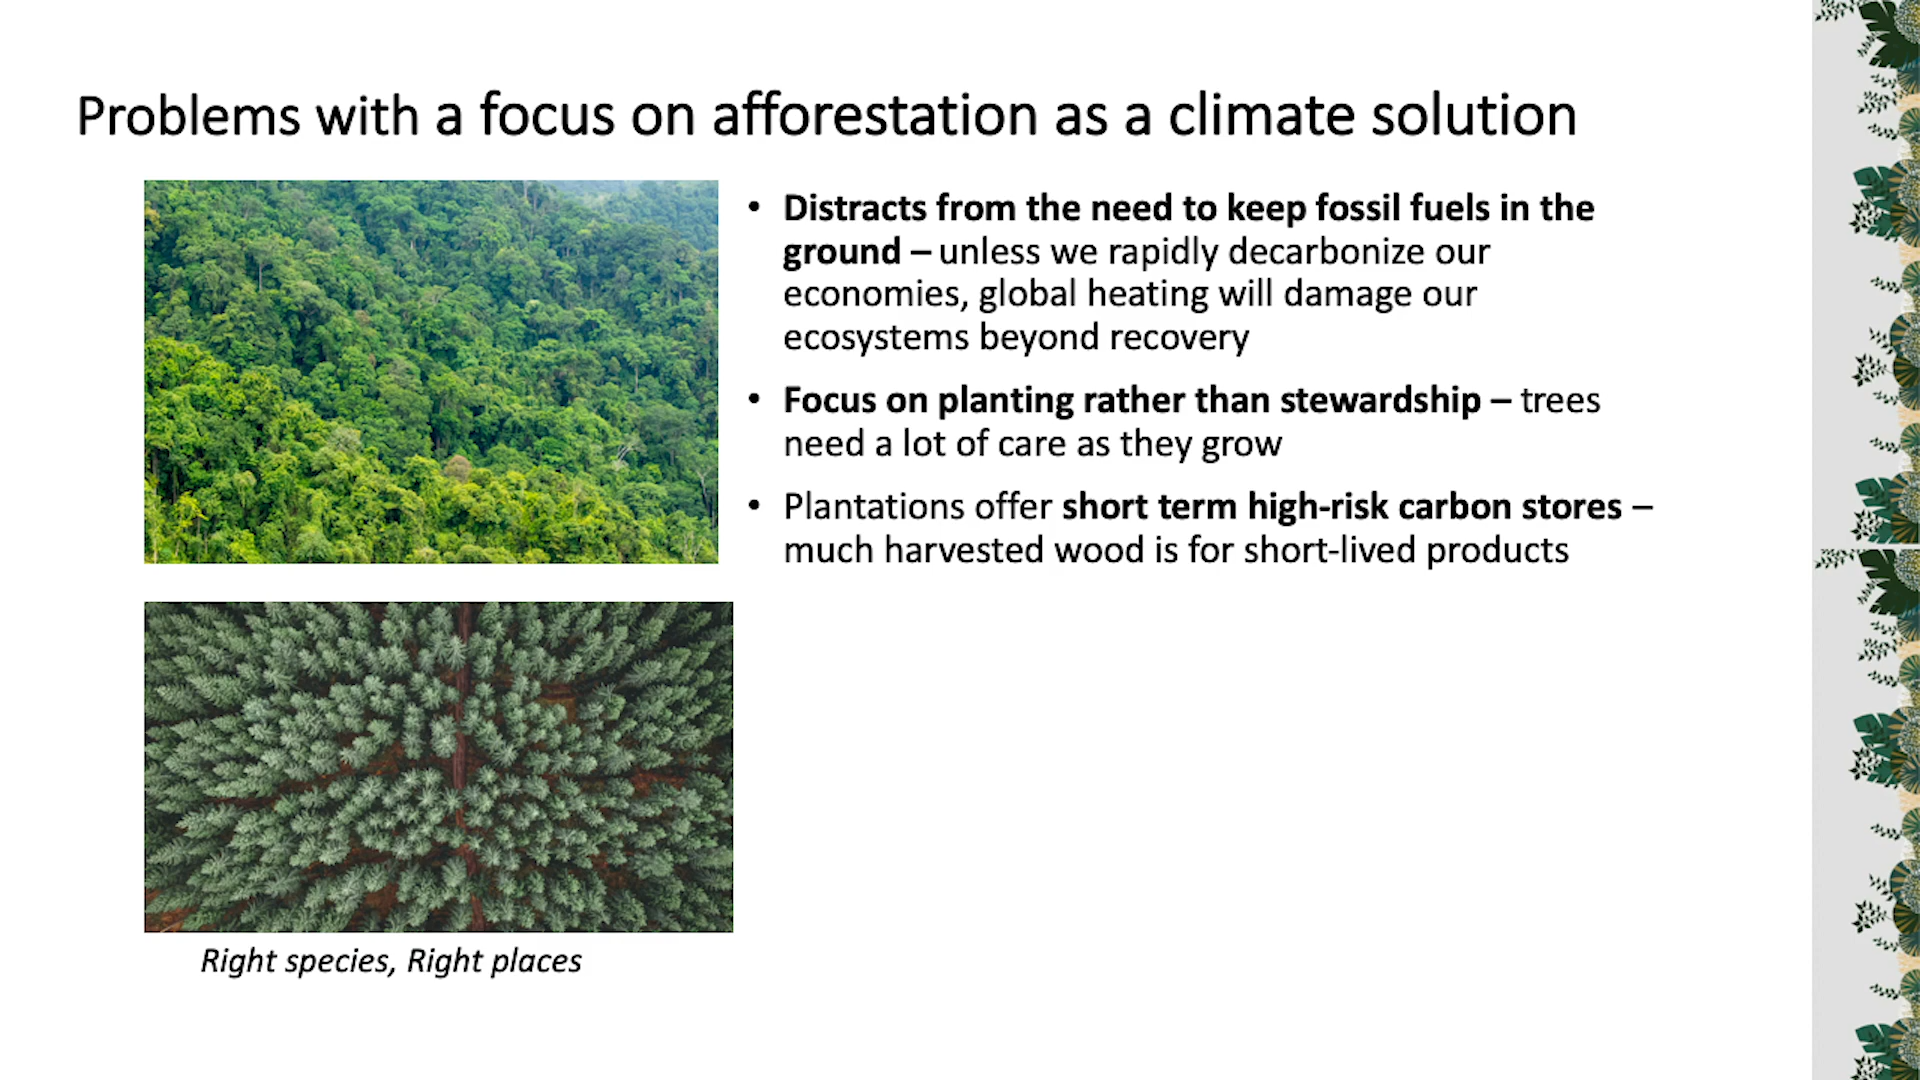 Problems with a focus on afforestation as a climate solution
• Distracts from the need to keep fossil fuels in the
ground – unless we rapidly decarbonize our
economies, global heating will damage our
ecosystems beyond recovery
• Focus on planting rather than stewardship – trees
need a lot of care as they grow
• Plantations offer short term high-risk carbon stores –
much harvested wood is for short-lived products
Right species, Right places